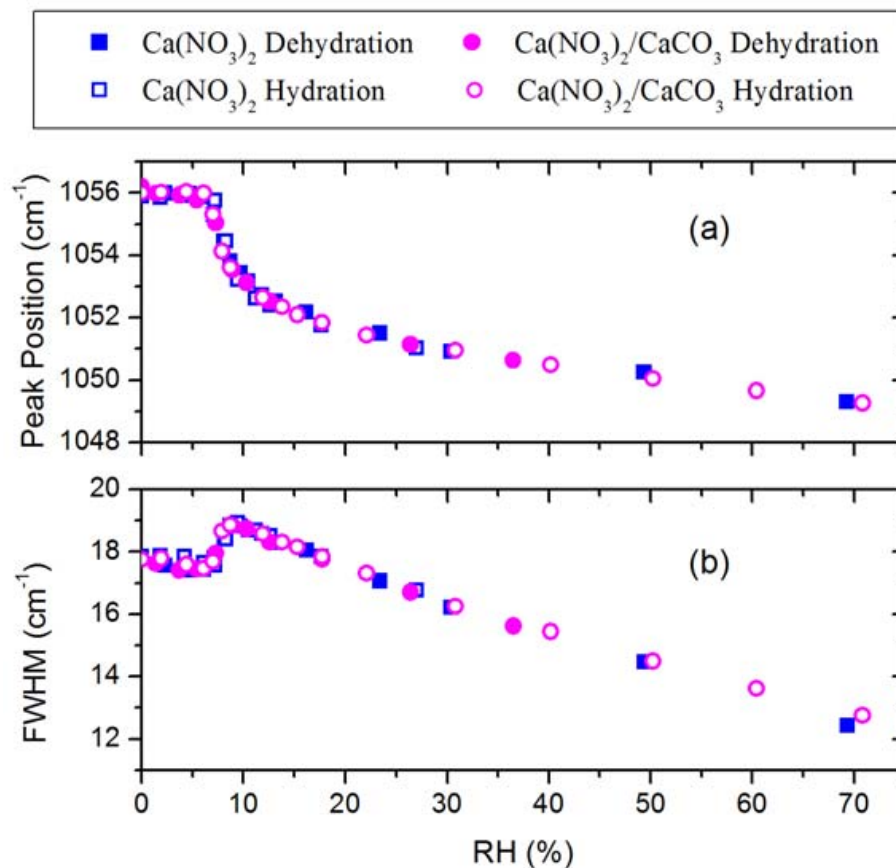 Ca(NO₃)₂ Dehydration Ca(NO₃)₂/CaCO₃ Dehydration
Ca(NO₃)₂ Hydration Ca(NO₃)₂/CaCO₃ Hydration
1056
1054
1052
1050
1048
Peak Position (cm⁻¹)
(a)
20
18
16
14
12
FWHM (cm⁻¹)
(b)
0 10 20 30 40 50 60 70
RH (%)